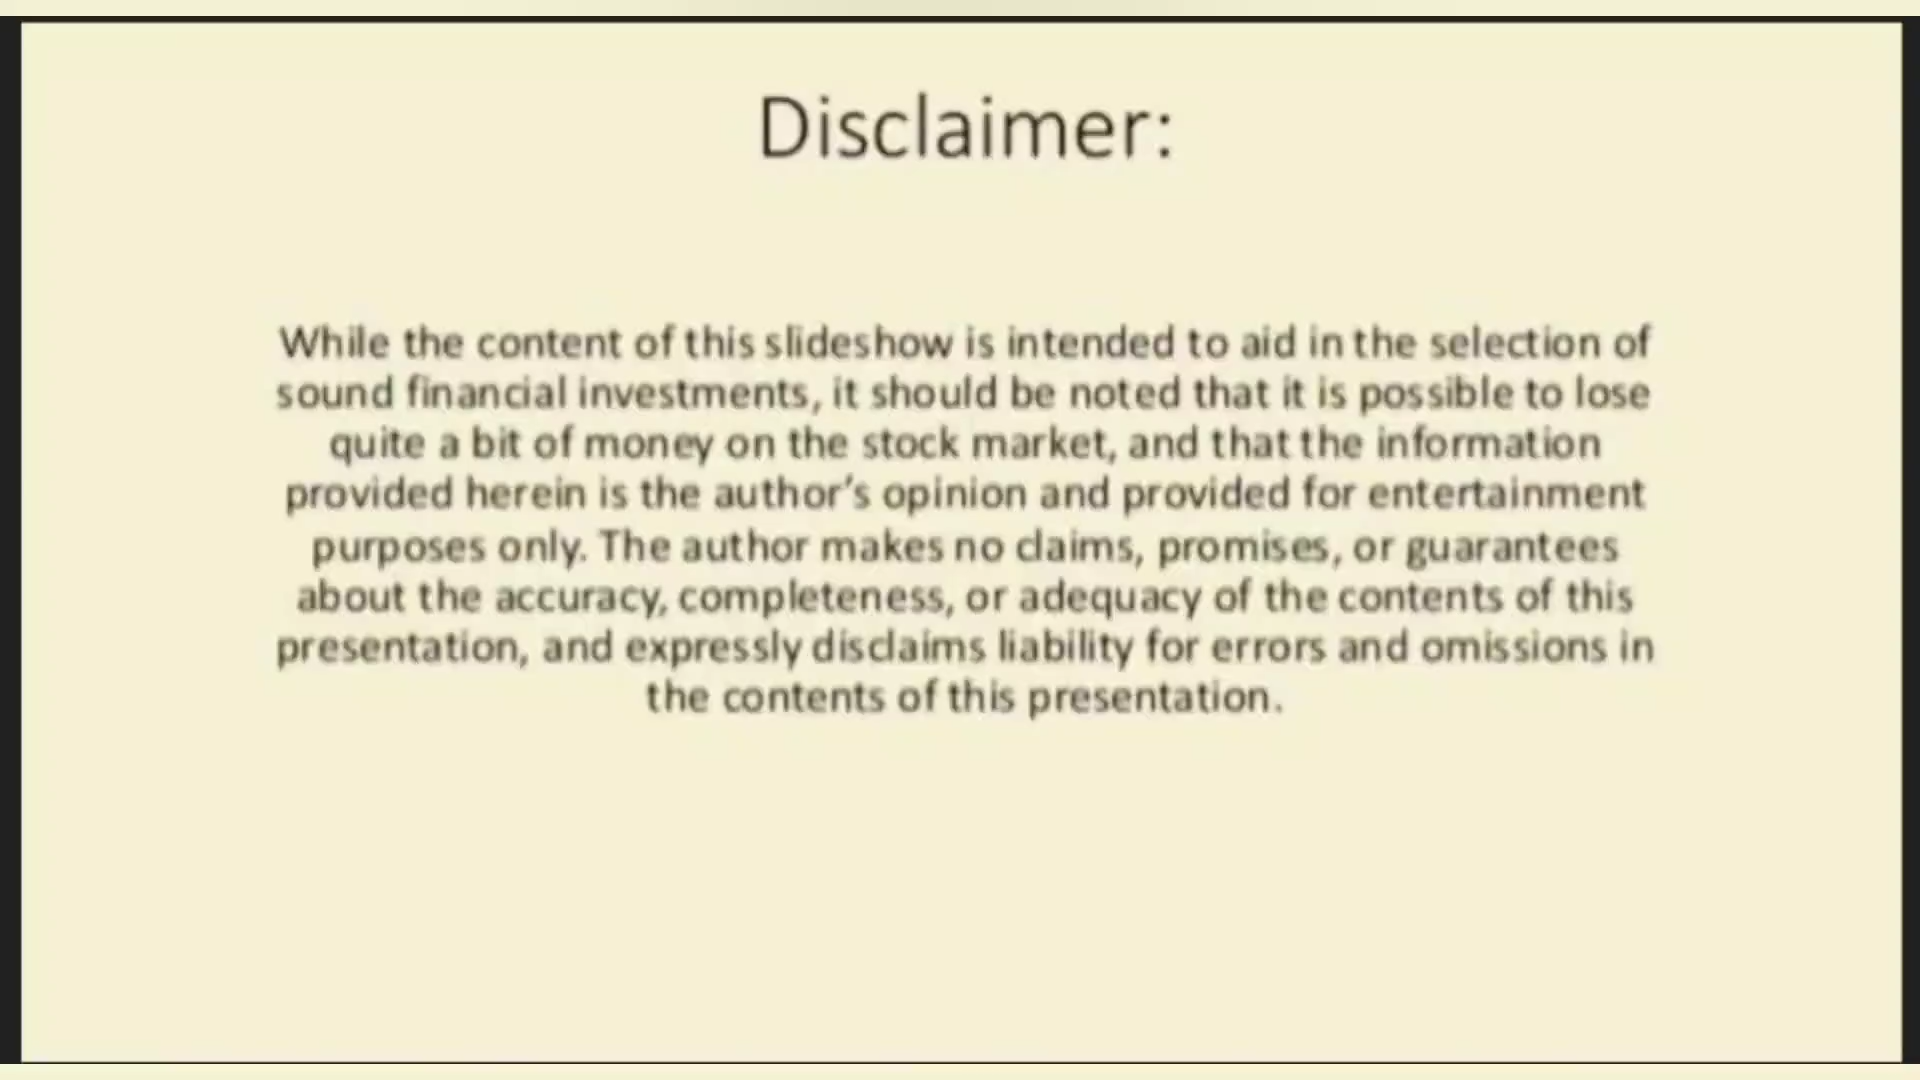 Disclaimer:
While the content of this slideshow is intended to aid in the selection of
sound financial investments, it should be noted that it is possible to lose
quite a bit of money on the stock market, and that the information
provided herein is the author’s opinion and provided for entertainment
purposes only. The author makes no claims, promises, or guarantees
about the accuracy, completeness, or adequacy of the contents of this
presentation, and expressly disclaims liability for errors and omissions in
the contents of this presentation.